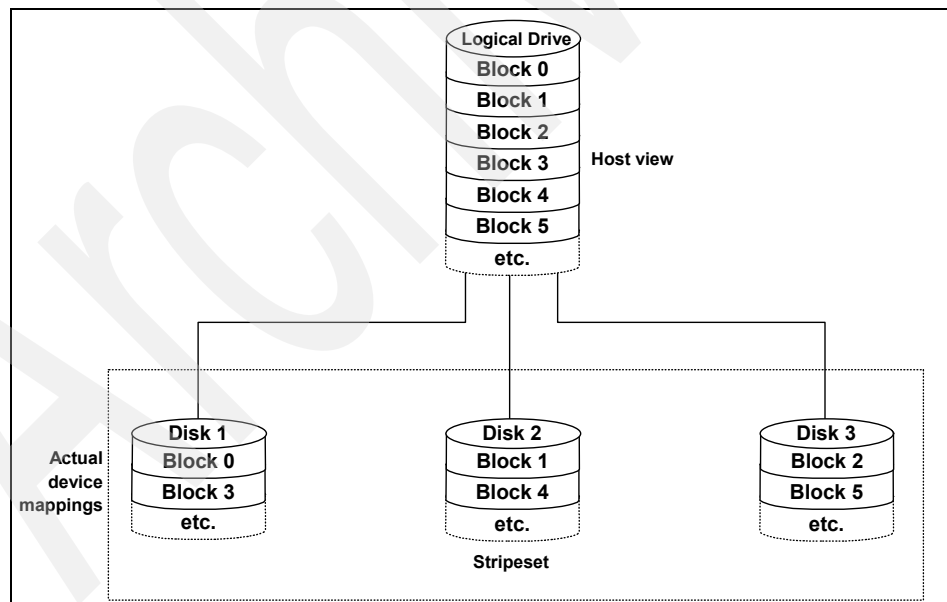 Logical Drive
Block 0
Block 1
Block 2
Block 3
Block 4
Block 5
etc.
Host view
Actual
device
mappings
Disk 1
Block 0
Block 3
etc.
Disk 2
Block 1
Block 4
etc.
Disk 3
Block 2
Block 5
etc.
Stripeset